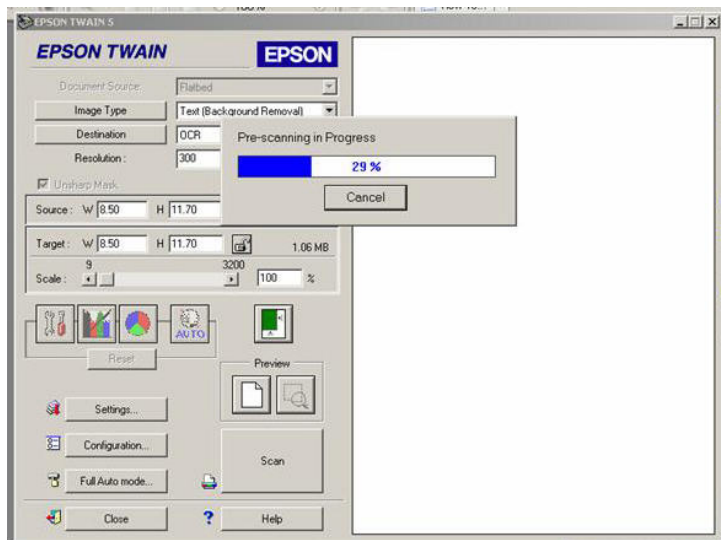 EPSON TWAIN 5
EPSON TWAIN
EPSON
Document Source:
Flatbed
Image Type
Text (Background Removal)
Destination
OCR
Resolution :
300
Unsharp Mask
Pre-scanning in Progress
29 %
Cancel
Source : W 8.50 H 11.70
Target : W 8.50 H 11.70
1.06 MB
9 3200
Scale : 100 %
AUTO
Reset
Preview
Settings...
Configuration...
Full Auto mode...
Scan
Close
? Help